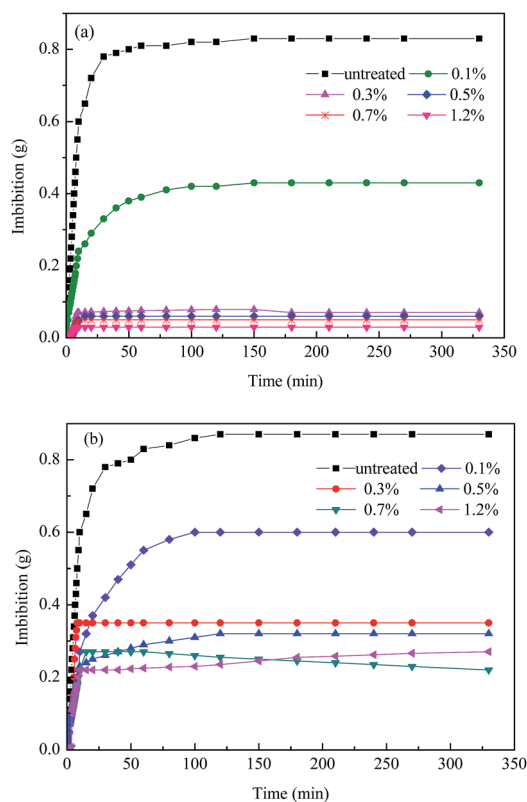 (a)
0.8
0.6
0.4
0.2
0.0
Imbibition (g)
untreated 0.1%
0.3% 0.5%
0.7% 1.2%
0 50 100 150 200 250 300 350
Time (min)
(b)
0.8
0.6
0.4
0.2
0.0
Imbibition (g)
untreated 0.1%
0.3% 0.5%
0.7% 1.2%
0 50 100 150 200 250 300 350
Time (min)